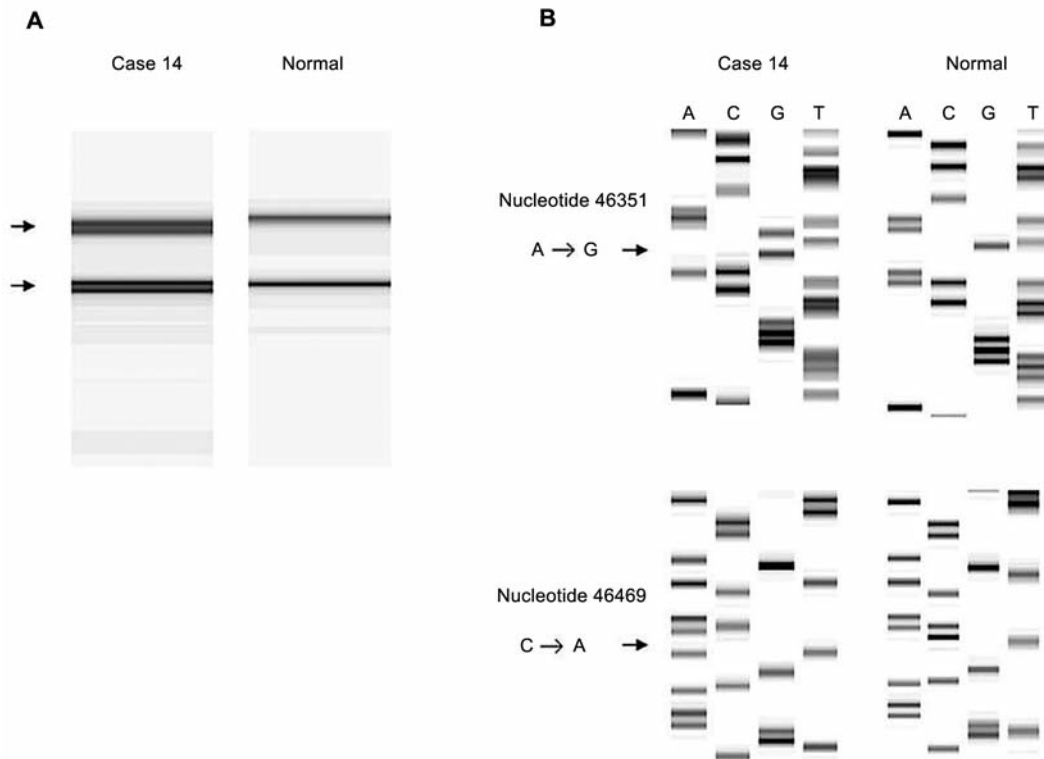 A
Case 14 Normal
B
Case 14 Normal
A C G T A C G T
Nucleotide 46351
A → G
Nucleotide 46469
C → A